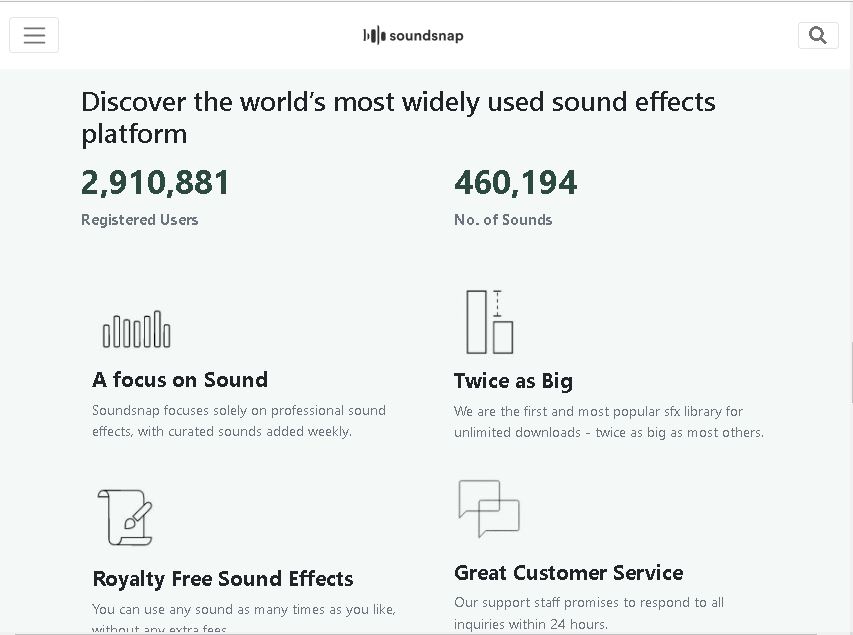 soundsnap
Discover the world's most widely used sound effects
platform
2,910,881
Registered Users
460,194
No. of Sounds
A focus on Sound
Soundsnap focuses solely on professional sound
effects, with curated sounds added weekly.
Twice as Big
We are the first and most popular sfx library for
unlimited downloads - twice as big as most others.
Royalty Free Sound Effects
You can use any sound as many times as you like,
without any extra fees
Great Customer Service
Our support staff promises to respond to all
inquiries within 24 hours.